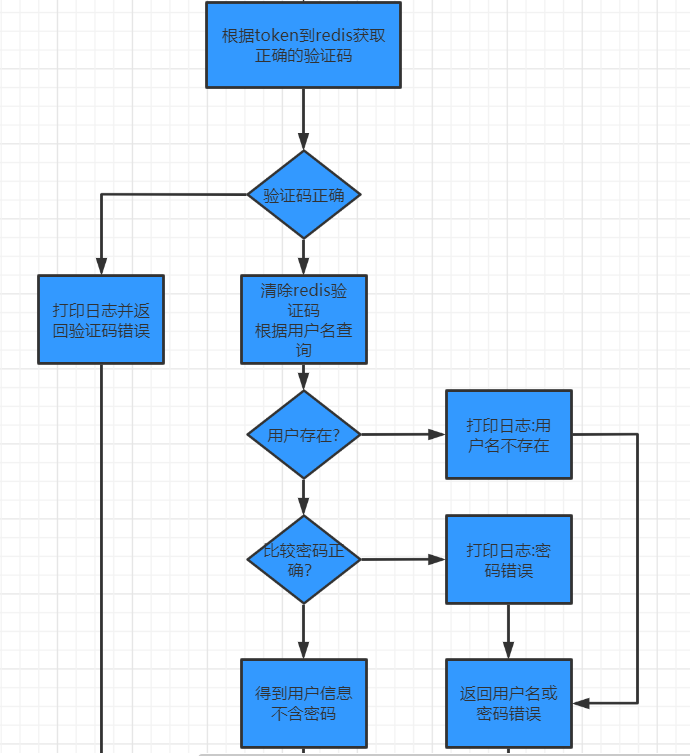 根据token到redis获取
正确的验证码
验证码正确
打印日志并返
回验证码错误
清除redis验
证码
根据用户名查
询
用户存在?
打印日志:用
户名不存在
比较密码正
确?
打印日志:密
码错误
得到用户信息
不含密码
返回用户名或
密码错误